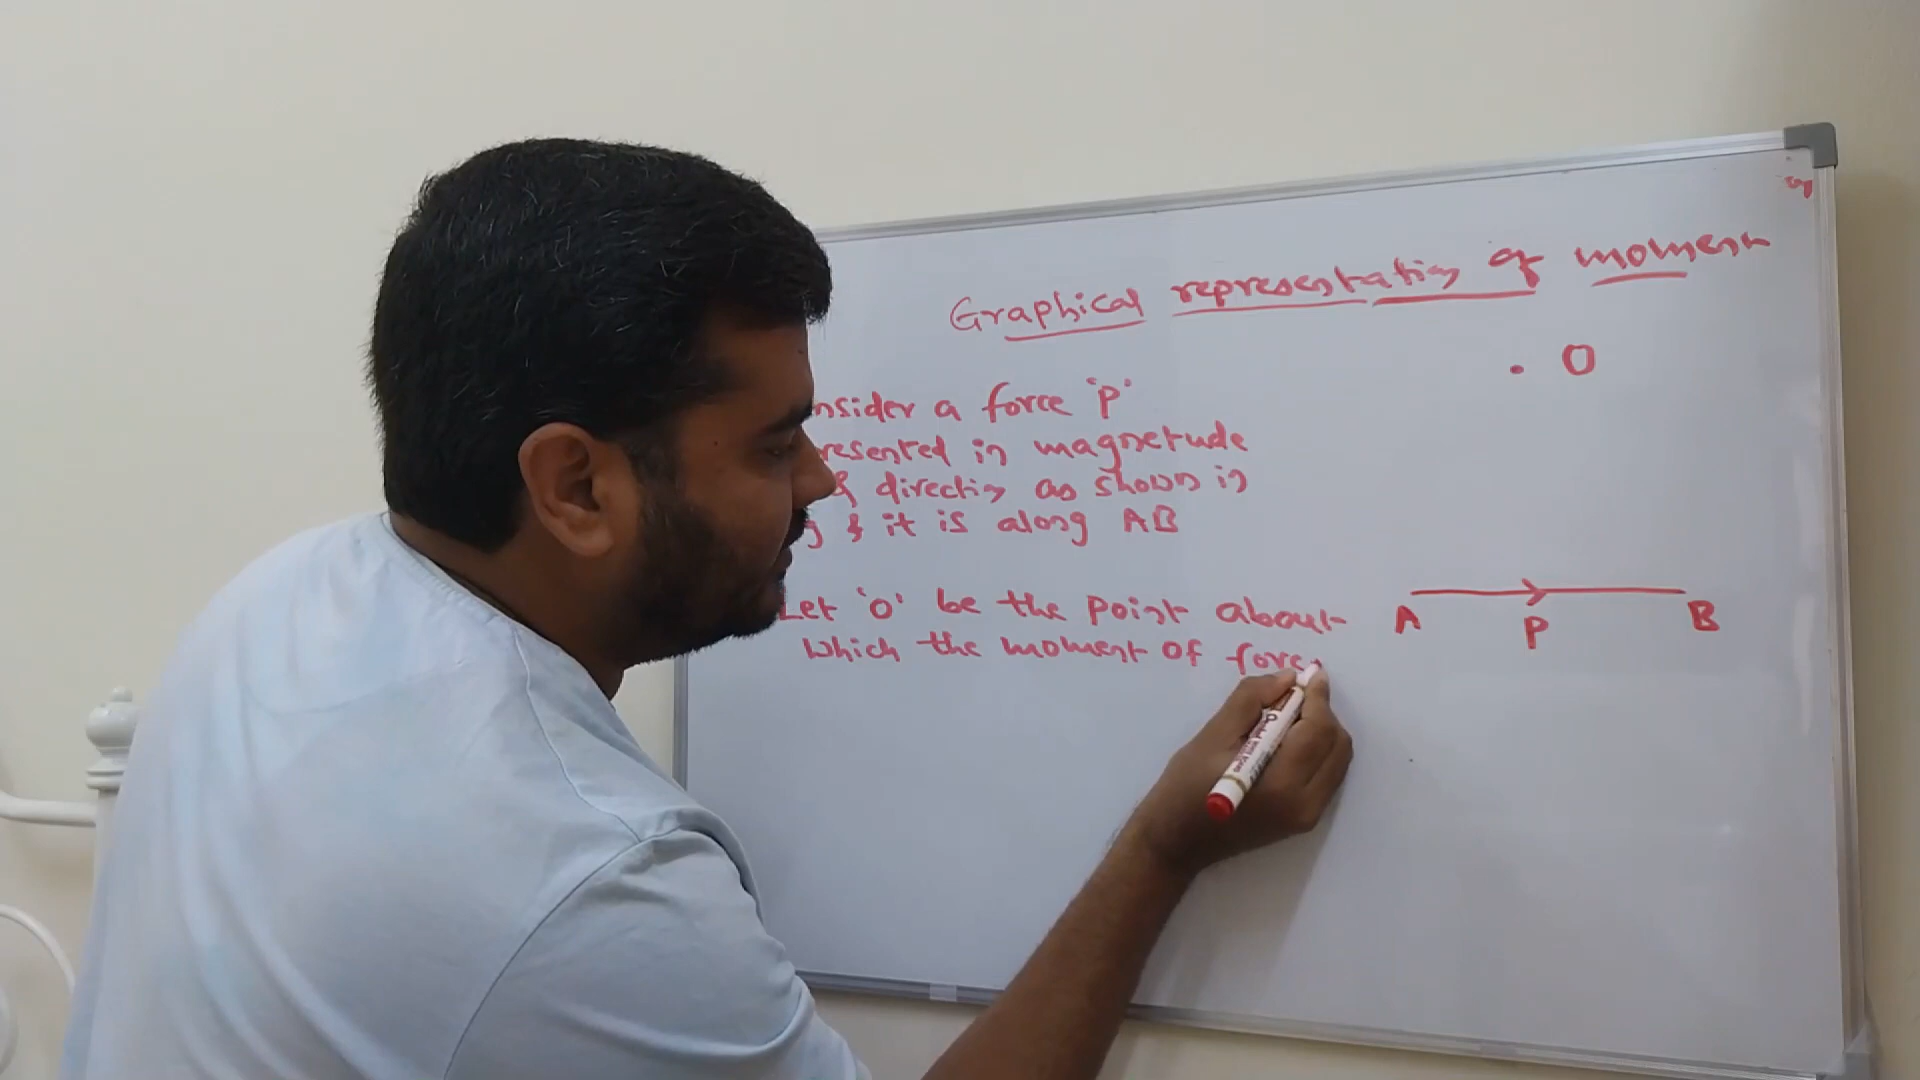 Graphical representation of moment
. O
nsider a force 'p'
resented in magnetude
& direction as shown in
g & it is along AB
Let 'o' be the point about
which the moment of force
A P B